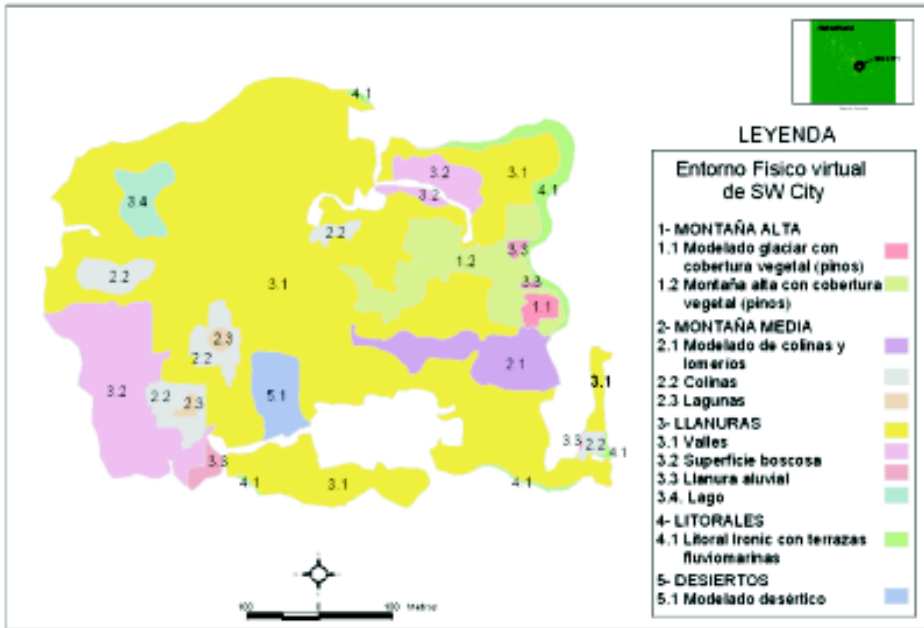 4.1
3.2
3.1
3.2
4.1
3.4
2.2
1.2
3.3
2.2
3.1
3.3
1.1
2.3
2.2
2.1
3.1
3.2
2.2
2.3
5.1
3.3
2.2
3.3
4.1
4.1
3.1
4.1
LEYENDA
Entorno Físico virtual
de SW City
1- MONTAÑA ALTA
1.1 Modelado glaciar con
cobertura vegetal (pinos)
1.2 Montaña alta con cobertura
vegetal (pinos)
2- MONTAÑA MEDIA
2.1 Modelado de colinas y
lomeríos
2.2 Colinas
2.3 Lagunas
3- LLANURAS
3.1 Valles
3.2 Superficie boscosa
3.3 Llanura aluvial
3.4. Lago
4- LITORALES
4.1 Litoral Ironic con terrazas
fluviomarinas
5- DESIERTOS
5.1 Modelado desértico
100 0 100 Metros